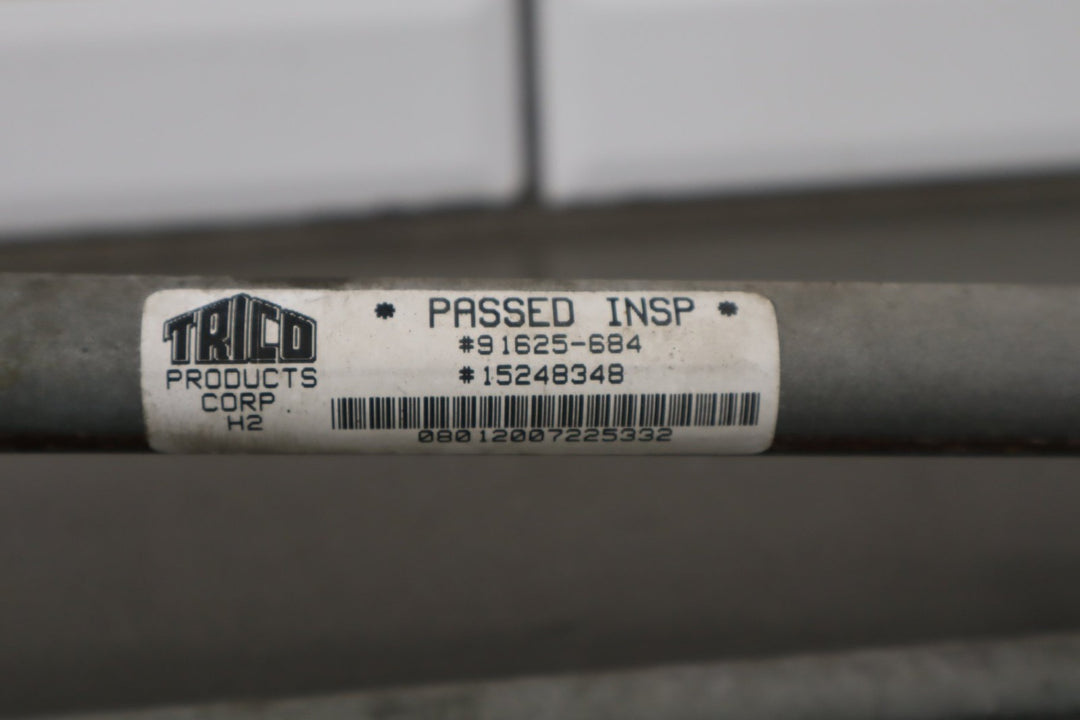 TRICO
PRODUCTS
CORP
H2
* PASSED INSP *
#91625-684
#15248348
08012007225332